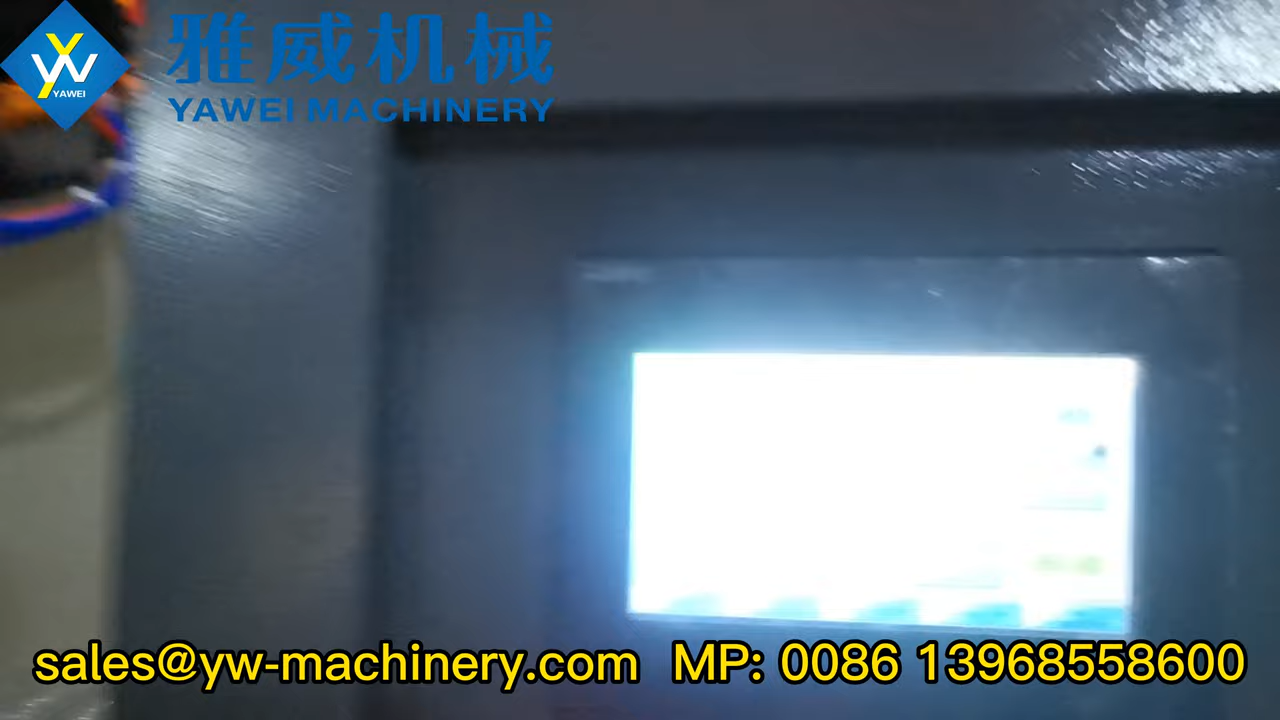 雅威机械
YAWEI MACHINERY
YW
YAWEI
sales@yw-machinery.com MP: 0086 13968558600